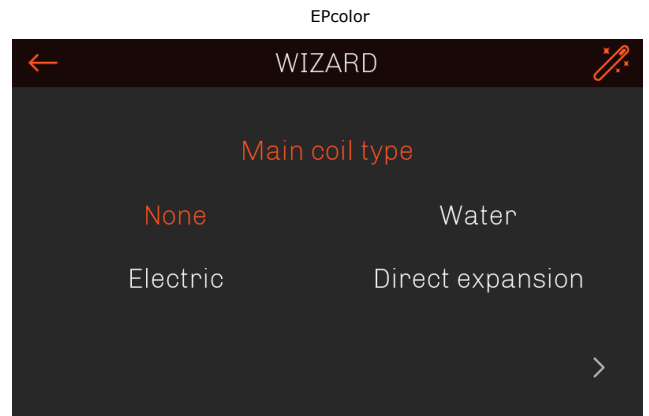 EPcolor
WIZARD
Main coil type
None Water
Electric Direct expansion